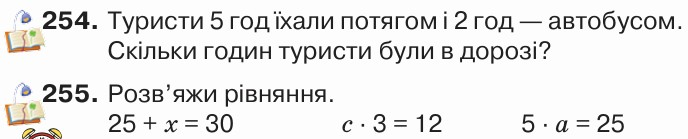 254. Туристи 5 год їхали потягом і 2 год — автобусом.
Скільки годин туристи були в дорозі?
255. Розв’яжи рівняння.
25 + x = 30 c · 3 = 12 5 · a = 25